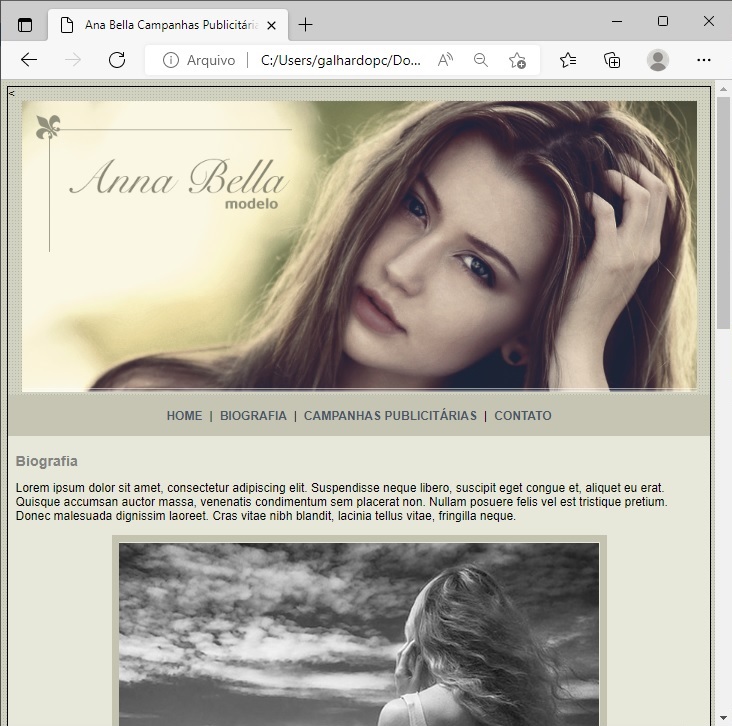 Ana Bella Campanhas Publicitári
Arquivo | C:/Users/galhardopc/Do...
<
Anna Bella
modelo
HOME | BIOGRAFIA | CAMPANHAS PUBLICITÁRIAS | CONTATO
Biografia
Lorem ipsum dolor sit amet, consectetur adipiscing elit. Suspendisse neque libero, suscipit eget congue et, aliquet eu erat.
Quisque accumsan auctor massa, venenatis condimentum sem placerat non. Nullam posuere felis vel est tristique pretium.
Donec malesuada dignissim laoreet. Cras vitae nibh blandit, lacinia tellus vitae, fringilla neque.